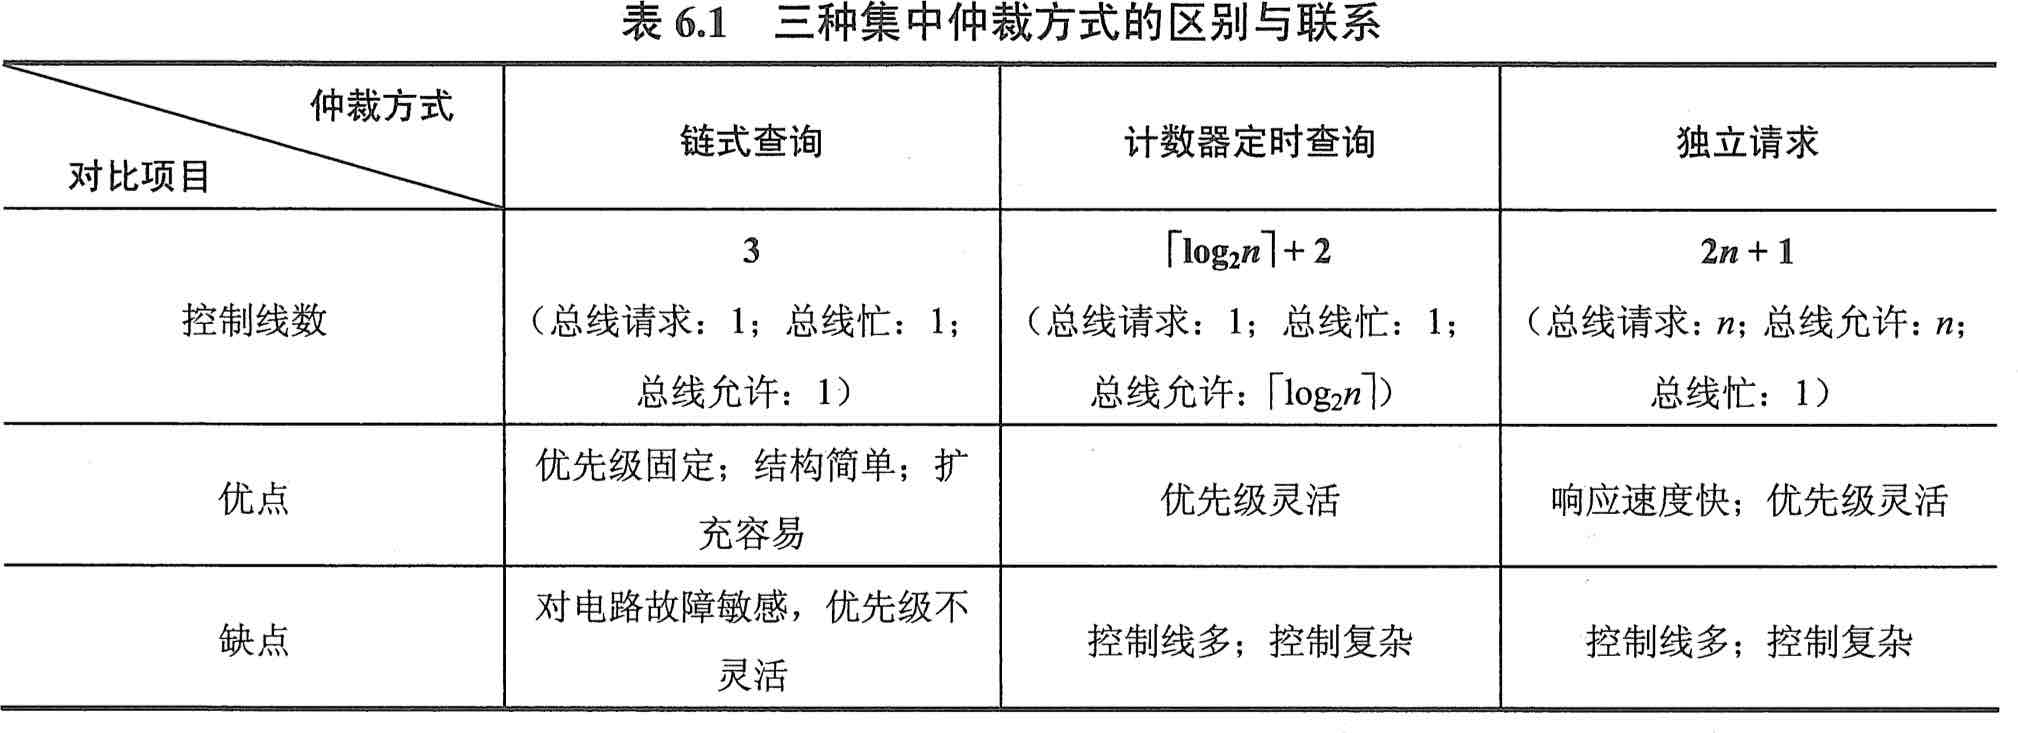 表 6.1 三种集中仲裁方式的区别与联系
仲裁方式
对比项目
链式查询
计数器定时查询
独立请求
控制线数
3
（总线请求：1；总线忙：1；
总线允许：1）
⌈log₂n⌉ + 2
（总线请求：1；总线忙：1；
总线允许：⌈log₂n⌉）
2n + 1
（总线请求：n；总线允许：n；
总线忙：1）
优点
优先级固定；结构简单；扩
充容易
优先级灵活
响应速度快；优先级灵活
缺点
对电路故障敏感，优先级不
灵活
控制线多；控制复杂
控制线多；控制复杂